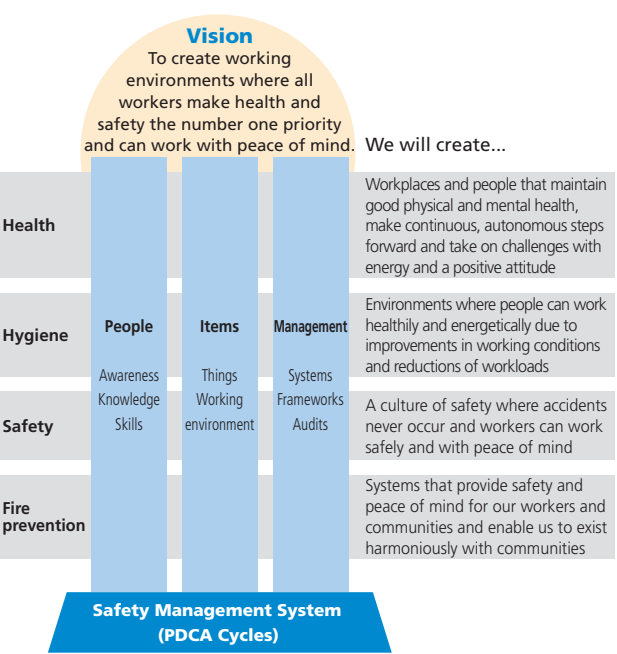 Vision
To create working
environments where all
workers make health and
safety the number one priority
and can work with peace of mind.
We will create...
Health
Workplaces and people that maintain
good physical and mental health,
make continuous, autonomous steps
forward and take on challenges with
energy and a positive attitude
Hygiene
Environments where people can work
healthily and energetically due to
improvements in working conditions
and reductions of workloads
People
Awareness
Knowledge
Skills
Items
Things
Working
environment
Management
Systems
Frameworks
Audits
Safety
A culture of safety where accidents
never occur and workers can work
safely and with peace of mind
Fire
prevention
Systems that provide safety and
peace of mind for our workers and
communities and enable us to exist
harmoniously with communities
Safety Management System
(PDCA Cycles)